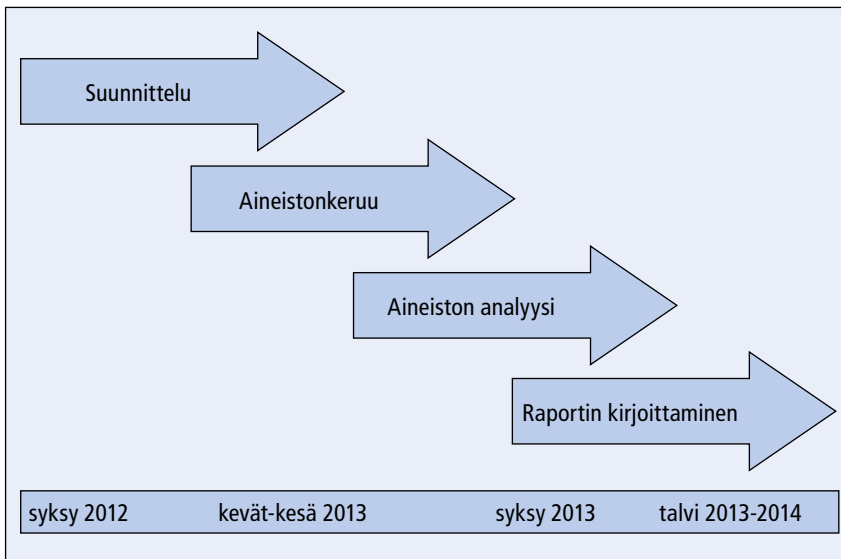 Suunnittelu
Aineistonkeruu
Aineiston analyysi
Raportin kirjoittaminen
syksy 2012 kevät-kesä 2013 syksy 2013 talvi 2013-2014